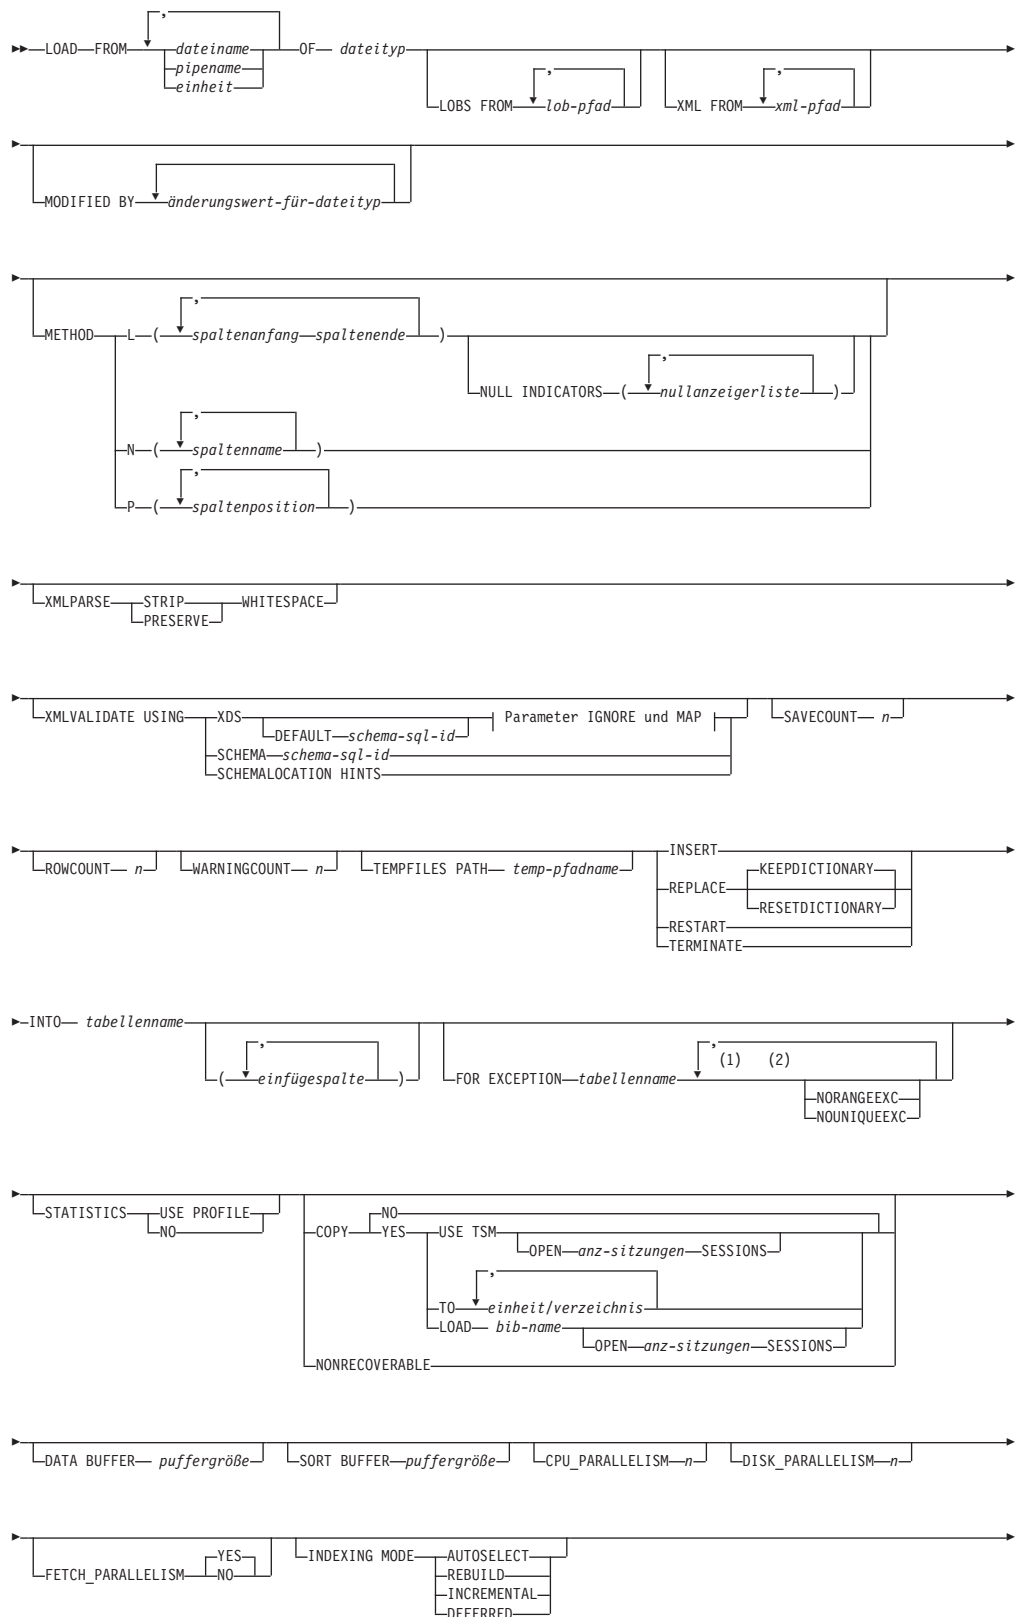 ,
LOAD FROM dateiname OF dateityp
pipename
einheit
, ,
LOBS FROM lob-pfad XML FROM xml-pfad
MODIFIED BY änderungswert-für-dateityp
,
METHOD L ( spaltenanfang spaltenende )
,
NULL INDICATORS ( nullanzeigerliste )
,
N ( spaltenname )
,
P ( spaltenposition )
XMLPARSE STRIP WHITESPACE
PRESERVE
XMLVALIDATE USING XDS Parameter IGNORE und MAP SAVECOUNT n
DEFAULT schema-sql-id
SCHEMA schema-sql-id
SCHEMALOCATION HINTS
ROWCOUNT n WARNINGCOUNT n TEMPFILES PATH temp-pfadname INSERT
KEEPDICTIONARY
REPLACE
RESETDICTIONARY
RESTART
TERMINATE
INTO tabellenname
, ,
(1) (2)
( einfügespalte ) FOR EXCEPTION tabellenname
NORANGEEXC
NOUNIQUEEXC
STATISTICS USE PROFILE
NO
NO
COPY YES USE TSM
OPEN anz-sitzungen SESSIONS
,
TO einheit/verzeichnis
LOAD bib-name
OPEN anz-sitzungen SESSIONS
NONRECOVERABLE
DATA BUFFER puffergröße SORT BUFFER puffergröße CPU_PARALLELISM n DISK_PARALLELISM n
YES
FETCH_PARALLELISM NO
INDEXING MODE AUTOSELECT
REBUILD
INCREMENTAL
DEFERRED